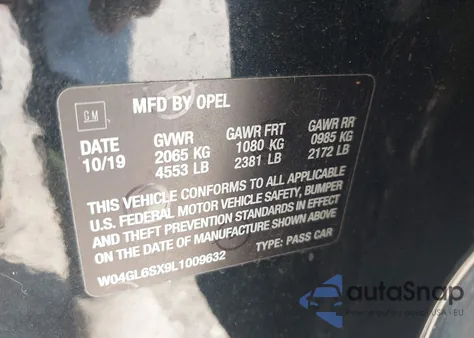 GM
MFD BY OPEL
DATE GVWR GAWR FRT GAWR RR
10/19 2065 KG 1080 KG 0985 KG
4553 LB 2381 LB 2172 LB
THIS VEHICLE CONFORMS TO ALL APPLICABLE
U.S. FEDERAL MOTOR VEHICLE SAFETY, BUMPER
AND THEFT PREVENTION STANDARDS IN EFFECT
ON THE DATE OF MANUFACTURE SHOWN ABOVE
W04GL6SX9L1009632 TYPE: PASS CAR
autoSnap